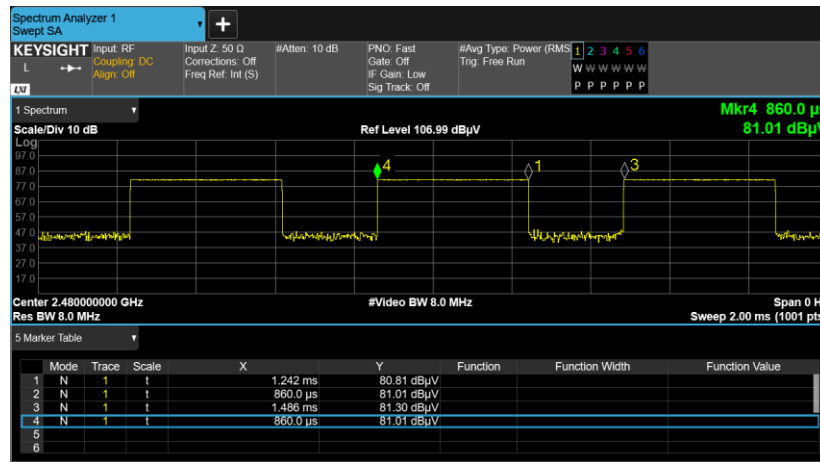 Spectrum Analyzer 1
Swept SA
+
KEYSIGHT Input: RF Input Z: 50 Ω #Atten: 10 dB PNO: Fast #Avg Type: Power (RMS 1 2 3 4 5 6
L Coupling: DC Corrections: Off Gate: Off Trig: Free Run W W W W W W
Align: Off Freq Ref: Int (S) IF Gain: Low
LXI Sig Track: Off P P P P P P
1 Spectrum Mkr4 860.0 µs
Scale/Div 10 dB Ref Level 106.99 dBµV 81.01 dBµV
Log
97.0
87.0 4 1 3
77.0
67.0
57.0
47.0
37.0
27.0
17.0
Center 2.480000000 GHz #Video BW 8.0 MHz Span 0 H
Res BW 8.0 MHz Sweep 2.00 ms (1001 pts
5 Marker Table
Mode Trace Scale X Y Function Function Width Function Value
1 N 1 t 1.242 ms 80.81 dBµV
2 N 1 t 860.0 µs 81.01 dBµV
3 N 1 t 1.486 ms 81.30 dBµV
4 N 1 t 860.0 µs 81.01 dBµV
5
6